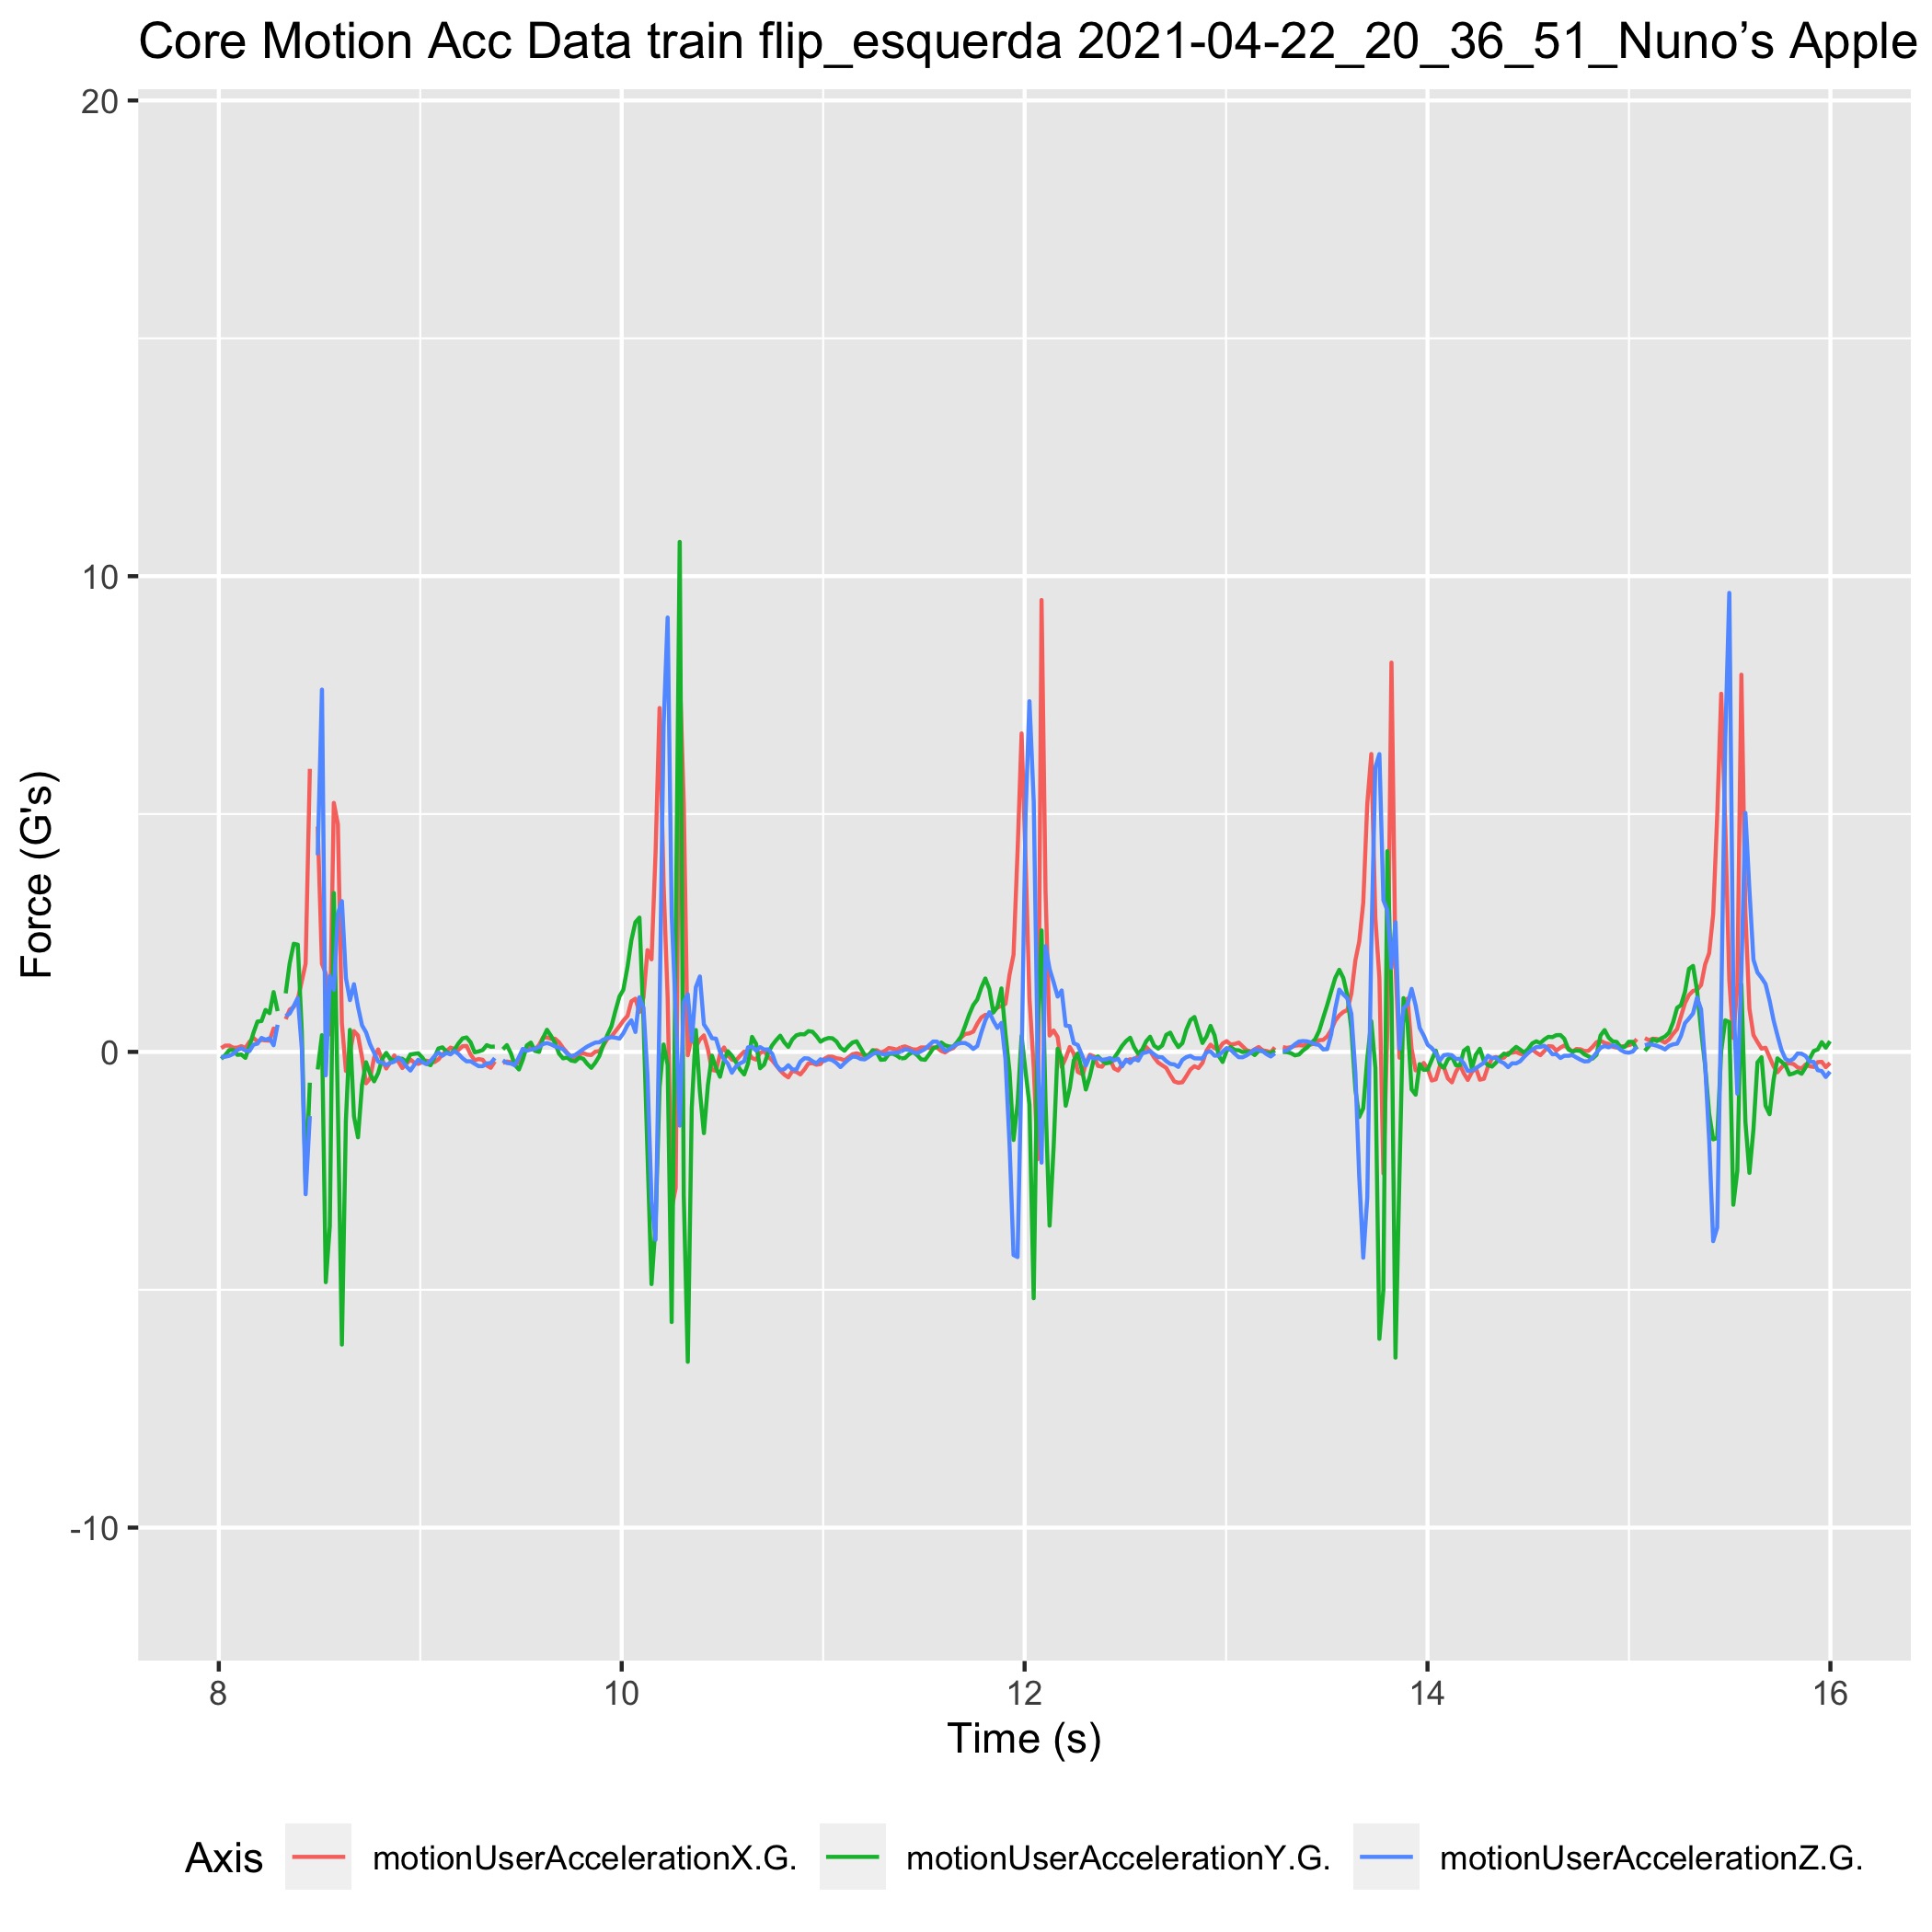 Core Motion Acc Data train flip_esquerda 2021-04-22_20_36_51_Nuno’s Apple
20
10
0
-10
Force (G's)
8 10 12 14 16
Time (s)
Axis motionUserAccelerationX.G. motionUserAccelerationY.G. motionUserAccelerationZ.G.